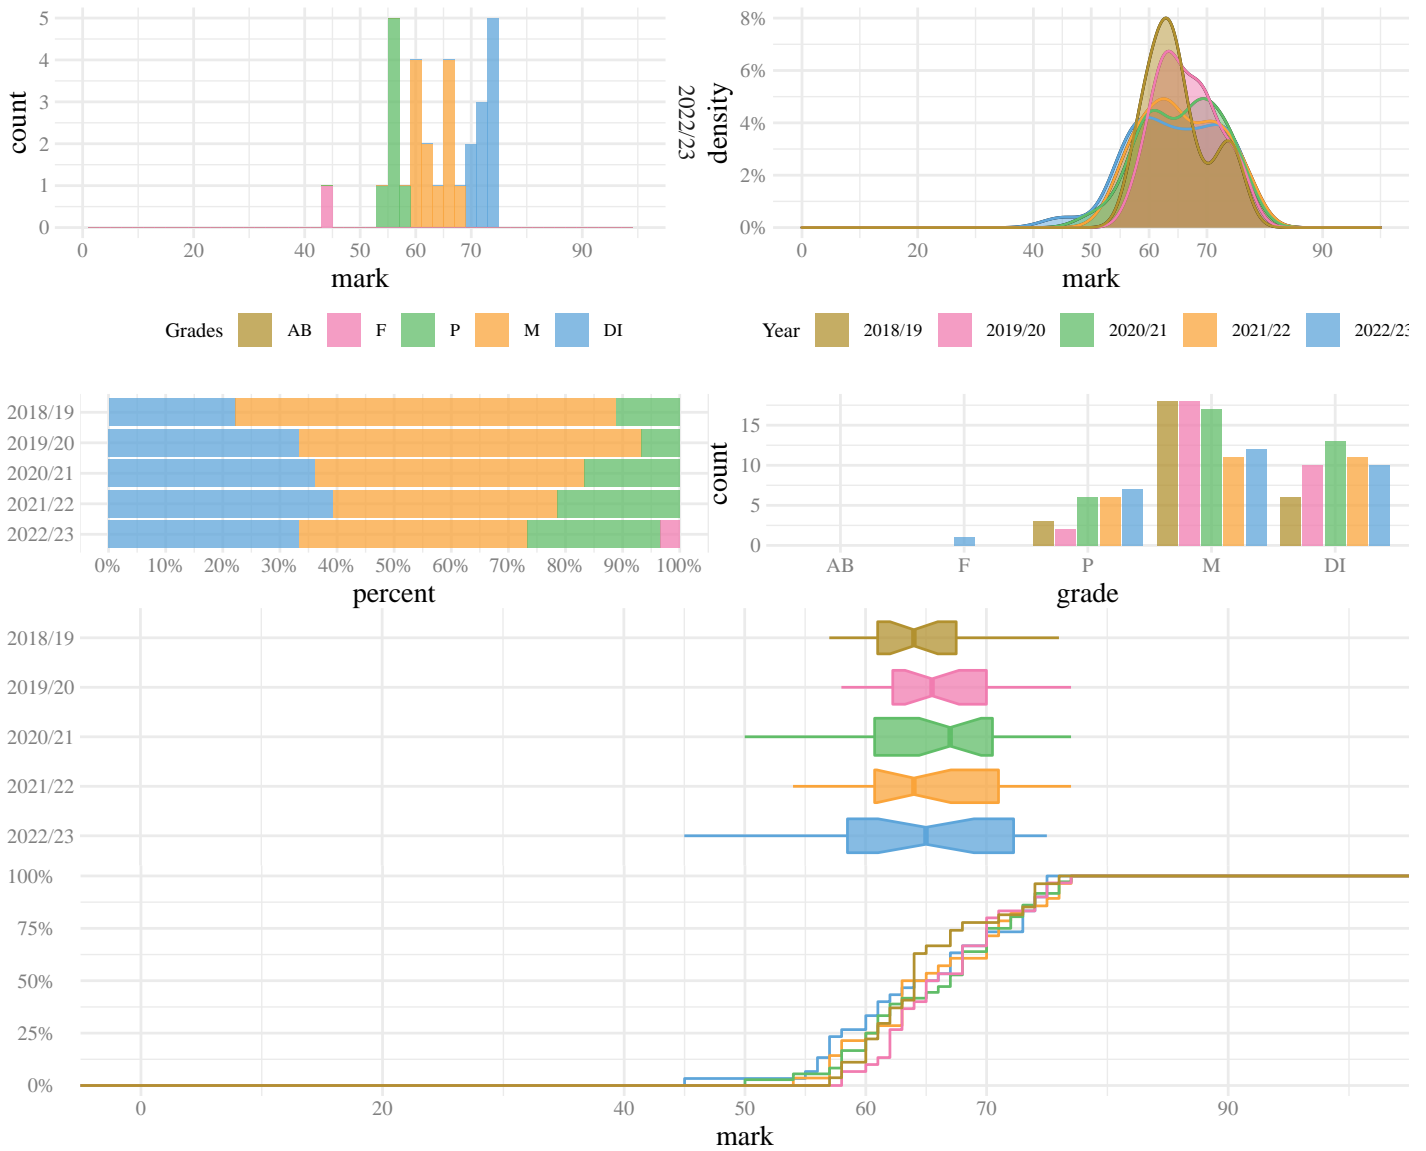 5
4
3
2
1
0
count
0 20 40 50 60 70 90
mark
2022/23
Grades AB F P M DI
8%
6%
4%
2%
0%
density
0 20 40 50 60 70 90
mark
Year 2018/19 2019/20 2020/21 2021/22 2022/23
2018/19
2019/20
2020/21
2021/22
2022/23
0% 10% 20% 30% 40% 50% 60% 70% 80% 90% 100%
percent
15
10
5
0
count
AB F P M DI
grade
2018/19
2019/20
2020/21
2021/22
2022/23
100%
75%
50%
25%
0%
0 20 40 50 60 70 90
mark